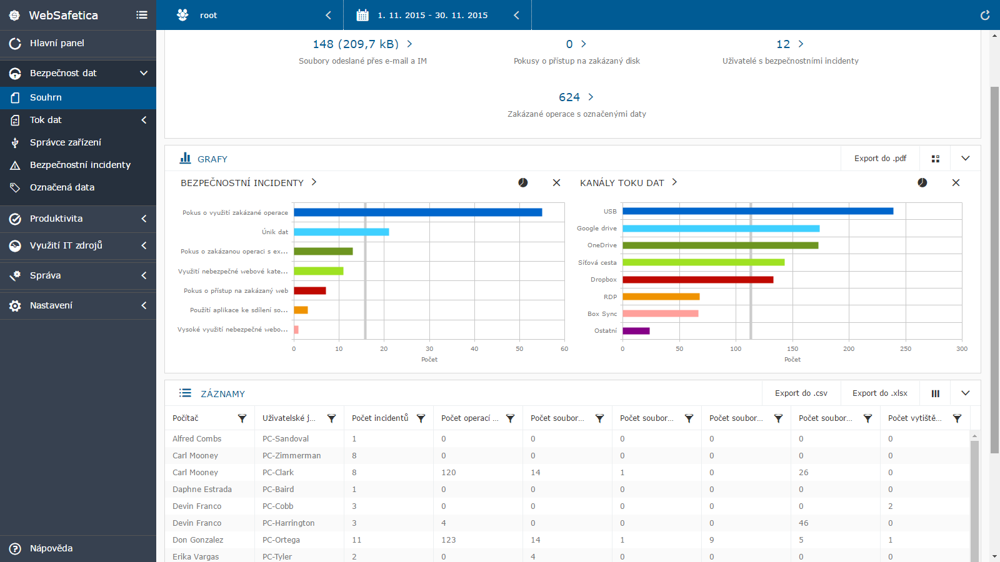 WebSafetica
root
1. 11. 2015 - 30. 11. 2015
Hlavní panel
Bezpečnost dat
Souhrn
Tok dat
Správce zařízení
Bezpečnostní incidenty
Označená data
Produktivita
Využití IT zdrojů
Správa
Nastavení
Nápověda
148 (209,7 kB)
Soubory odeslané přes e-mail a IM
0
Pokusy o přístup na zakázaný disk
12
Uživatelé s bezpečnostními incidenty
624
Zakázané operace s označenými daty
GRAFY
Export do .pdf
BEZPEČNOSTNÍ INCIDENTY
Pokus o využití zakázané operace
Únik dat
Pokus o zakázanou operaci s ex...
Využití nebezpečné webové kate...
Pokus o přístup na zakázaný web
Použítí aplikace ke sdílení so...
Vysoké využití nebezpečné webo...
0 10 20 30 40 50 60
Počet
KANÁLY TOKU DAT
USB
Google drive
OneDrive
Síťová cesta
Dropbox
RDP
Box Sync
Ostatní
0 50 100 150 200 250 300
Počet
ZÁZNAMY
Export do .csv
Export do .xlsx
Počítač Uživatelské j... Počet incidentů Počet operací ... Počet soubor... Počet soubor... Počet soubor... Počet soubor... Počet vytiště...
Alfred Combs PC-Sandoval 1 0 0 0 0 0 0
Carl Mooney PC-Zimmerman 8 0 0 0 0 0 0
Carl Mooney PC-Clark 8 120 14 1 0 26 0
Daphne Estrada PC-Baird 1 0 0 0 0 0 0
Devin Franco PC-Cobb 3 0 0 0 0 0 2
Devin Franco PC-Harrington 3 4 0 0 0 46 0
Don Gonzalez PC-Ortega 11 123 14 1 9 5 1
Erika Vargas PC-Tyler 2 0 4 0 0 0 0